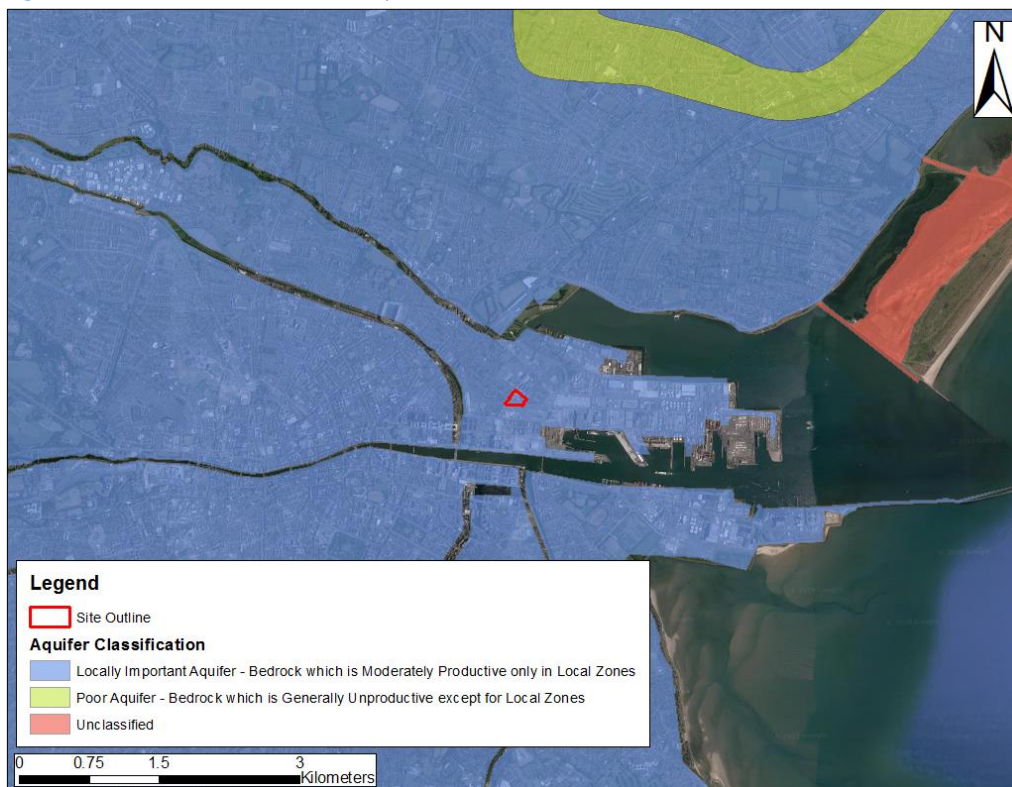 N
Legend
Site Outline
Aquifer Classification
Locally Important Aquifer - Bedrock which is Moderately Productive only in Local Zones
Poor Aquifer - Bedrock which is Generally Unproductive except for Local Zones
Unclassified
0 0.75 1.5 3
Kilometers